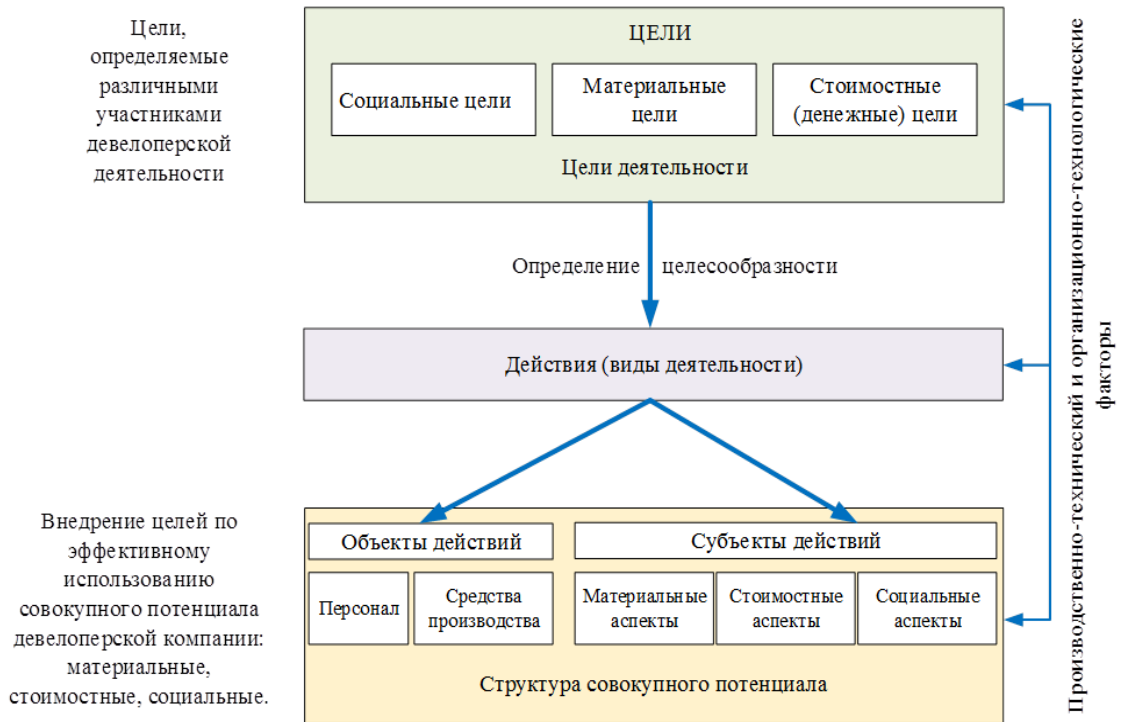 Цели,
определяемые
различными
участниками
девелоперской
деятельности
ЦЕЛИ
Социальные цели
Материальные
цели
Стоимостные
(денежные) цели
Цели деятельности
Определение целесообразности
Действия (виды деятельности)
Внедрение целей по
эффективному
использованию
совокупного потенциала
девелоперской компании:
материальные,
стоимостные, социальные.
Объекты действий
Субъекты действий
Персонал
Средства
производства
Материальные
аспекты
Стоимостные
аспекты
Социальные
аспекты
Структура совокупного потенциала
Производственно-технический и организационно-технологические
факторы